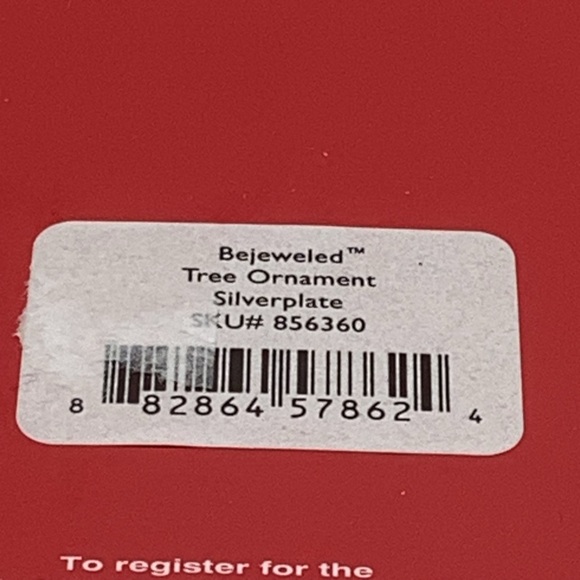 Bejeweled™
Tree Ornament
Silverplate
SKU# 856360
8 82864 57862 4
To register for the